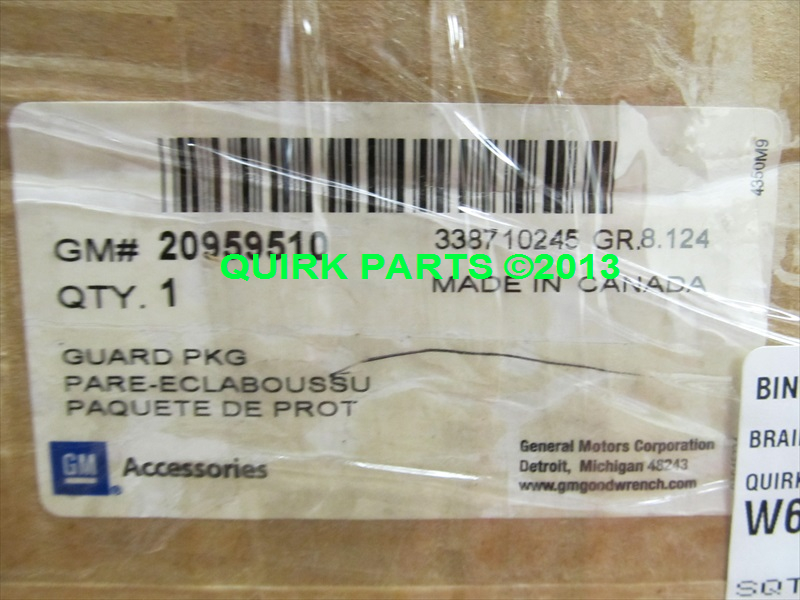 4350M9
GM# 20959510
338710245 GR.8.124
QUIRK PARTS ©2013
QTY. 1
MADE IN CANADA
GUARD PKG
PARE-ECLABOUSSU
PAQUETE DE PROT
GM Accessories
General Motors Corporation
Detroit, Michigan 48243
www.gmgoodwrench.com
BIN
BRAI
QUIRK
W6
SQT